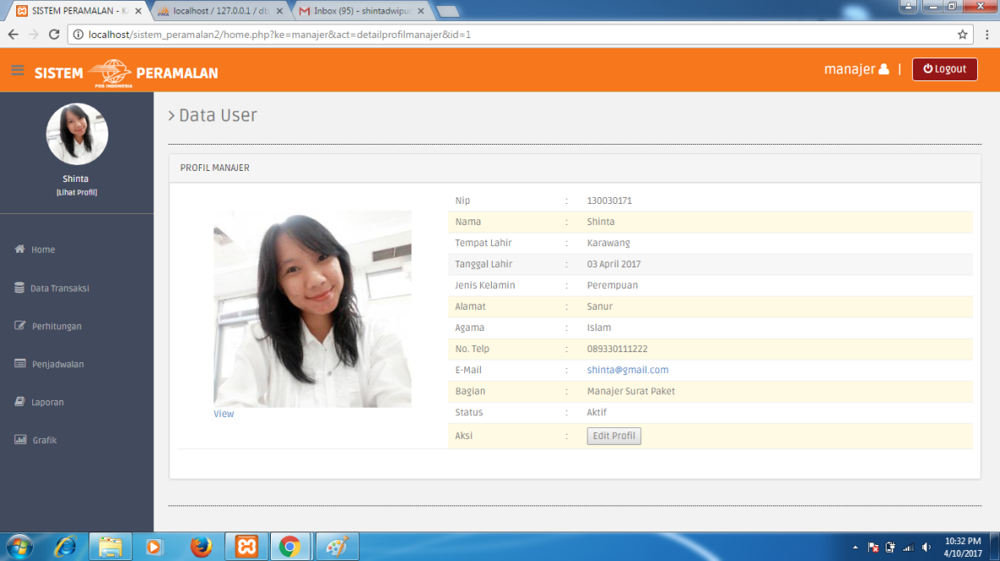 SISTEM PERAMALAN - K
localhost / 127.0.0.1 / db
Inbox (95) - shintadwiput
localhost/sistem_peramalan2/home.php?ke=manajer&act=detailprofilmanajer&id=1
SISTEM POS INDONESIA PERAMALAN
manajer | Logout
Shinta
[Lihat Profil]
Home
Data Transaksi
Perhitungan
Penjadwalan
Laporan
Grafik
> Data User
PROFIL MANAJER
View
Nip : 130030171
Nama : Shinta
Tempat Lahir : Karawang
Tanggal Lahir : 03 April 2017
Jenis Kelamin : Perempuan
Alamat : Sanur
Agama : Islam
No. Telp : 089330111222
E-Mail : shinta@gmail.com
Bagian : Manajer Surat Paket
Status : Aktif
Aksi : Edit Profil
10:32 PM
4/10/2017